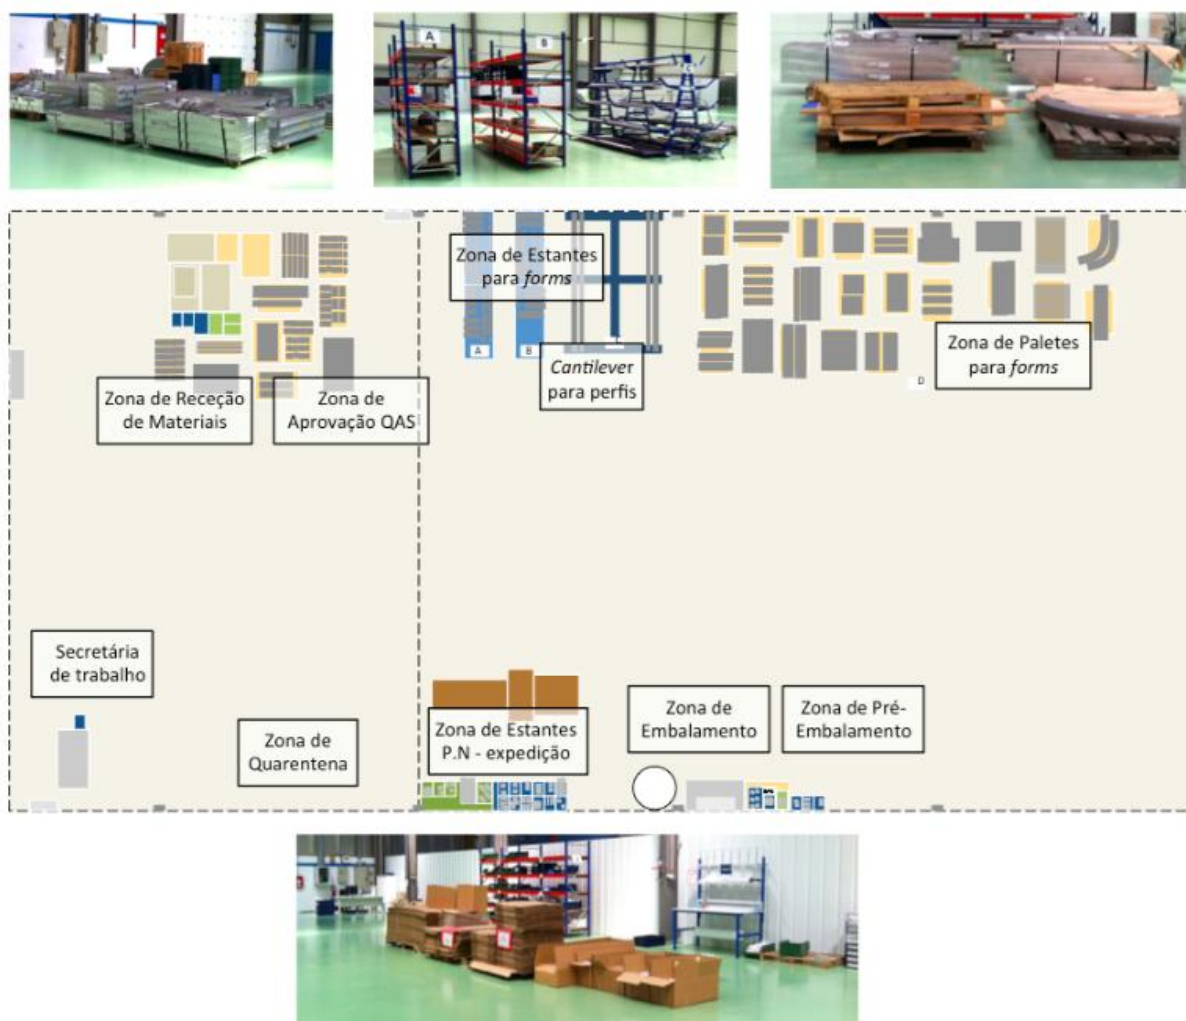 A
B
C
Zona de Estantes
para forms
A
B
C
Cantilever
para perfis
Zona de Paletes
para forms
D
Zona de Receção
de Materiais
Zona de
Aprovação QAS
Secretária
de trabalho
Zona de
Quarentena
Zona de Estantes
P.N - expedição
Zona de
Embalamento
Zona de Pré-
Embalamento